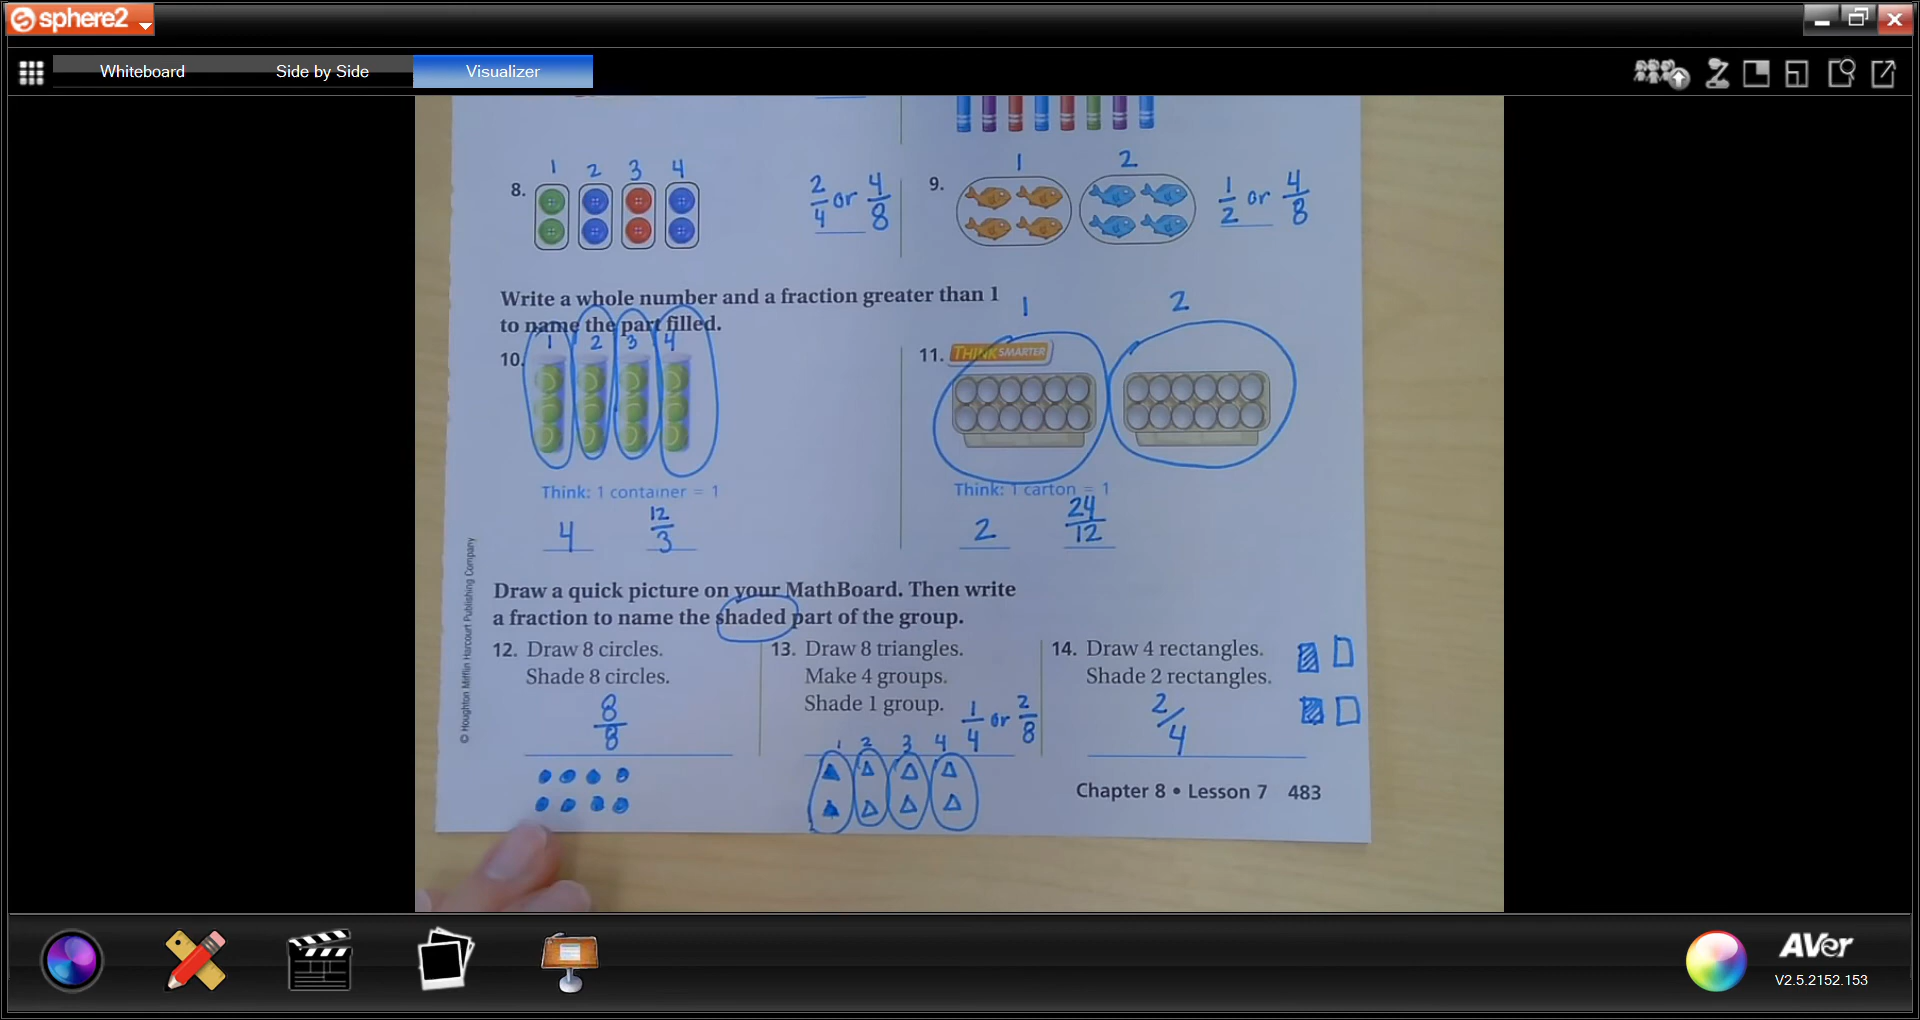 sphere2
Whiteboard Side by Side Visualizer
1 2 3 4
8.
2/4 or 4/8
1 2
9.
1/2 or 4/8
Write a whole number and a fraction greater than 1
to name the part filled.
1 2 3 4
10.
Think: 1 container = 1
4 12/3
1 2
11. THINK SMARTER
Think: 1 carton = 1
2 24/12
Draw a quick picture on your MathBoard. Then write
a fraction to name the shaded part of the group.
12. Draw 8 circles.
Shade 8 circles.
8/8
13. Draw 8 triangles.
Make 4 groups.
Shade 1 group.
1/4 or 2/8
1 2 3 4
14. Draw 4 rectangles.
Shade 2 rectangles.
2/4
© Houghton Mifflin Harcourt Publishing Company
Chapter 8 • Lesson 7 483
AVer
V2.5.2152.153